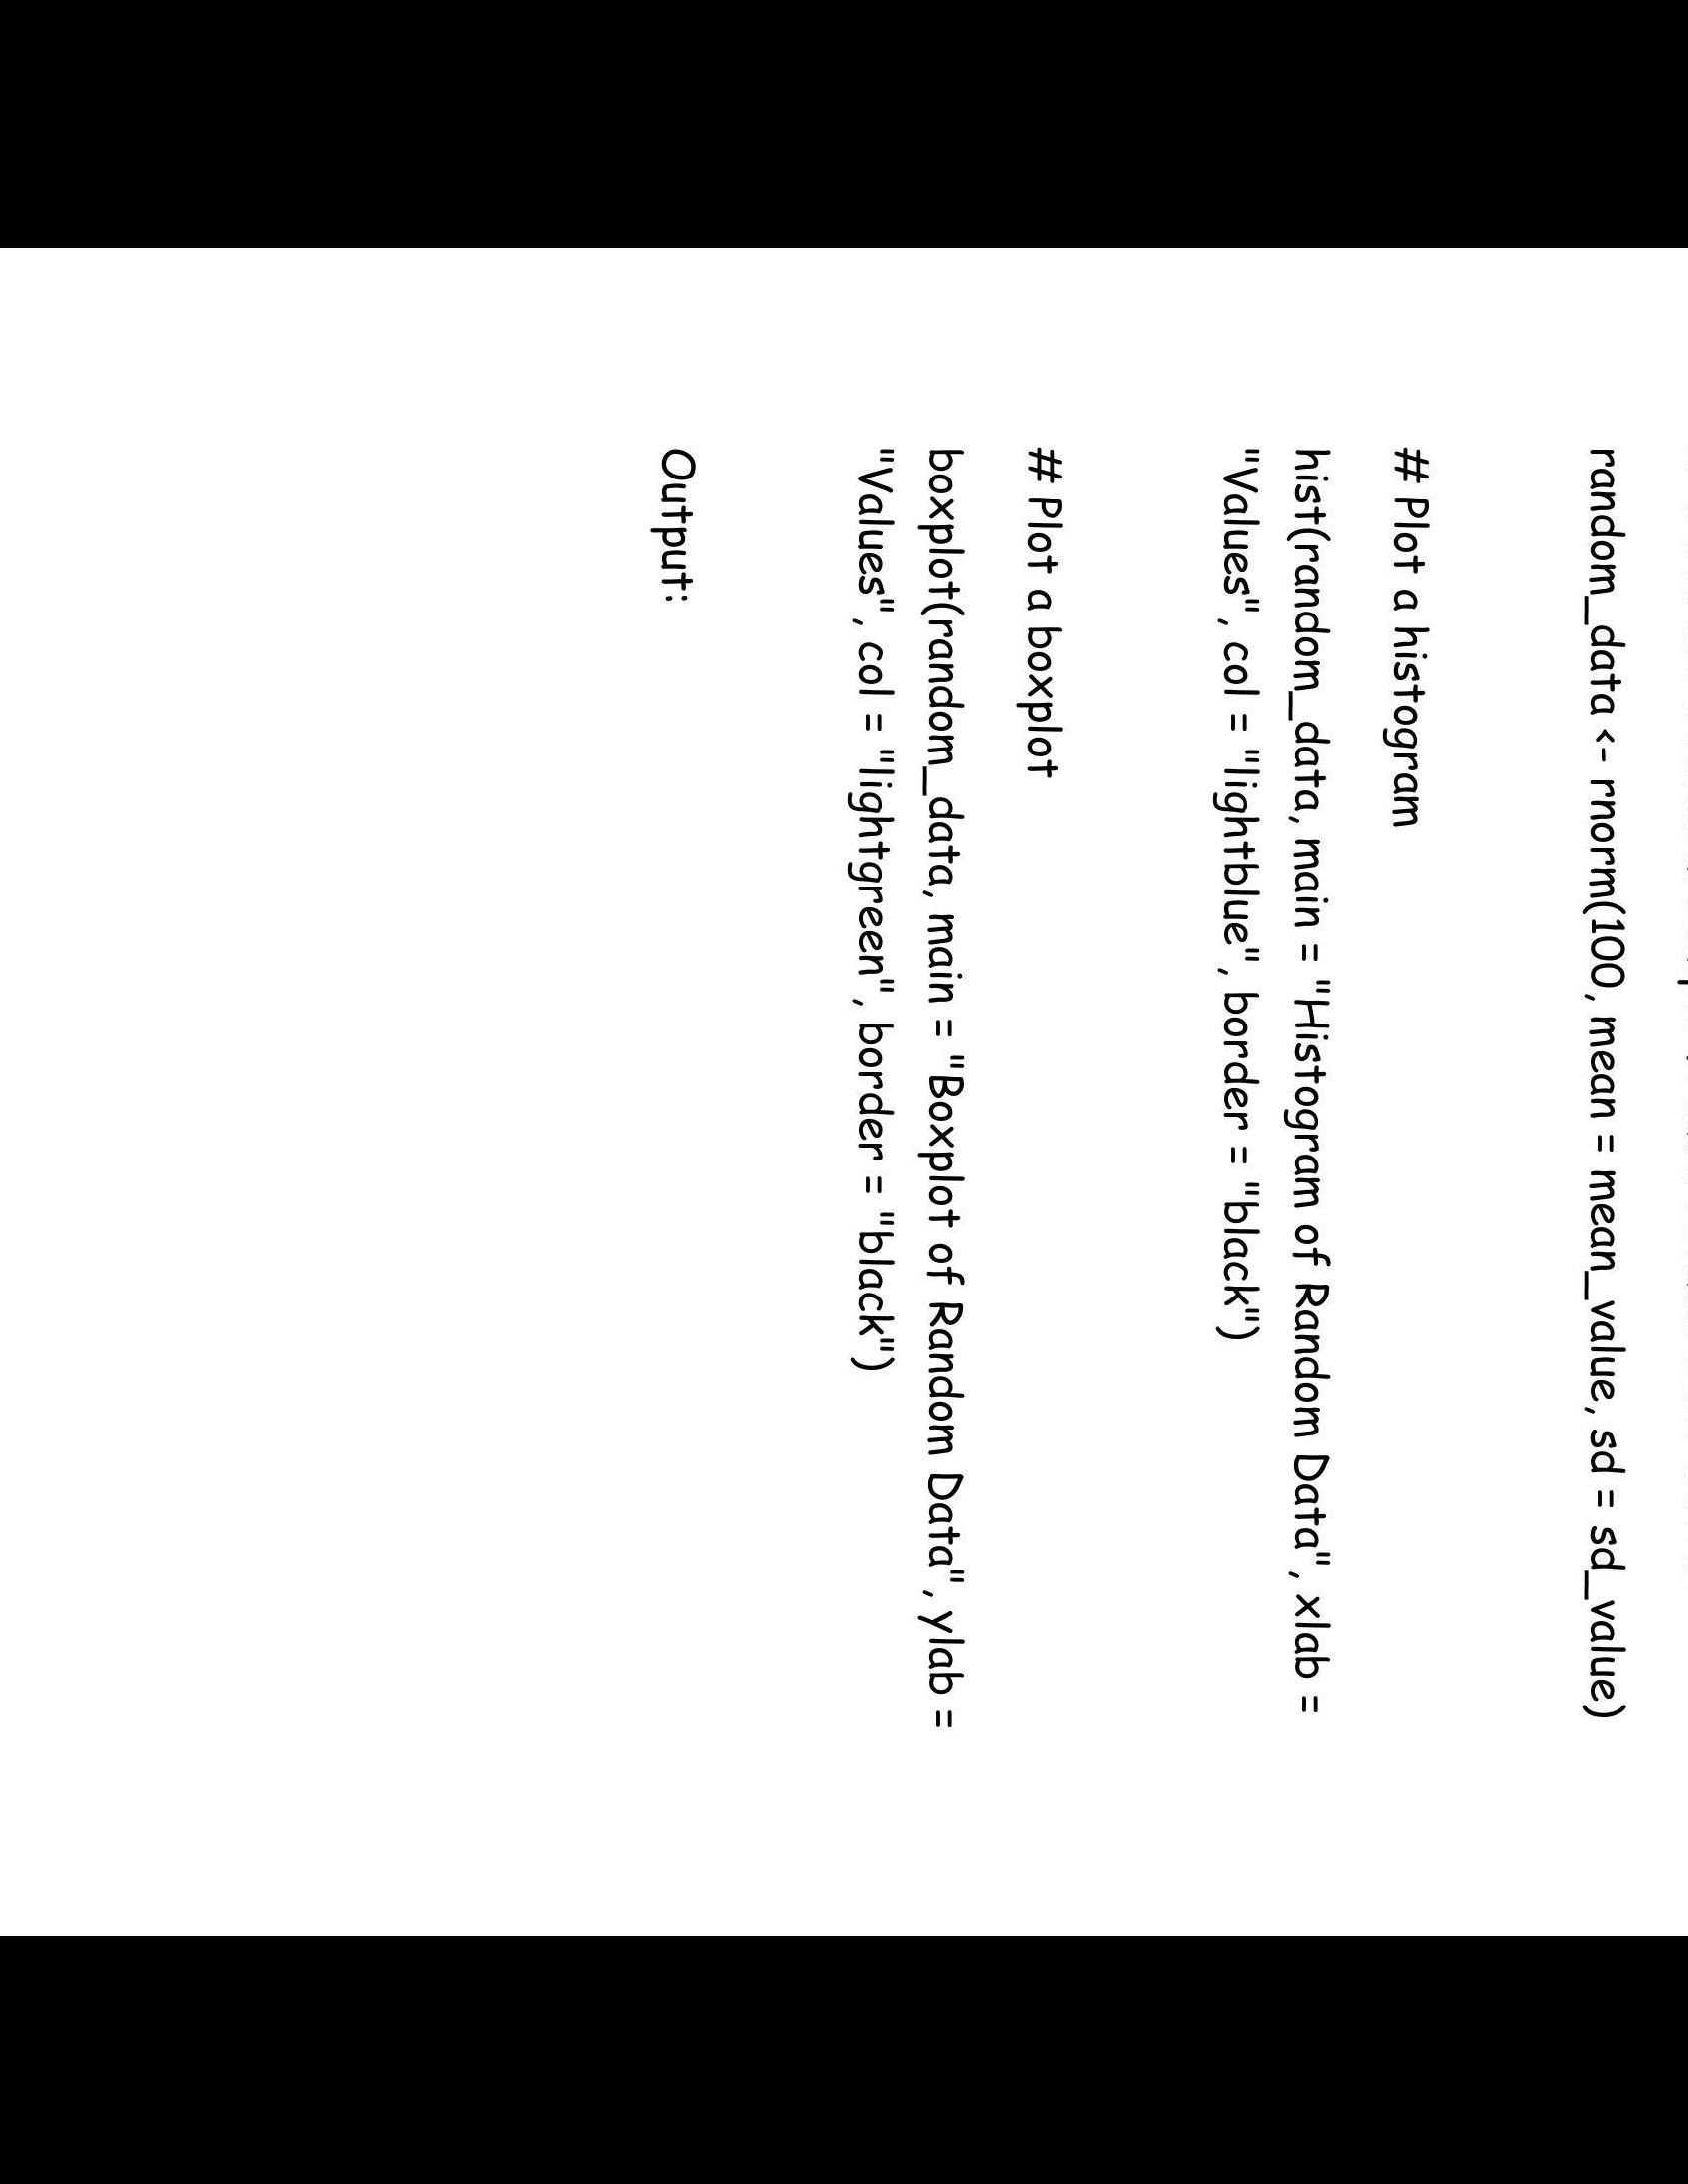 random_data <- rnorm(100, mean = mean_value, sd = sd_value)
# Plot a histogram
hist(random_data, main = "Histogram of Random Data", xlab =
"Values", col = "lightblue", border = "black")
# Plot a boxplot
boxplot(random_data, main = "Boxplot of Random Data", ylab =
"Values", col = "lightgreen", border = "black")
Output: